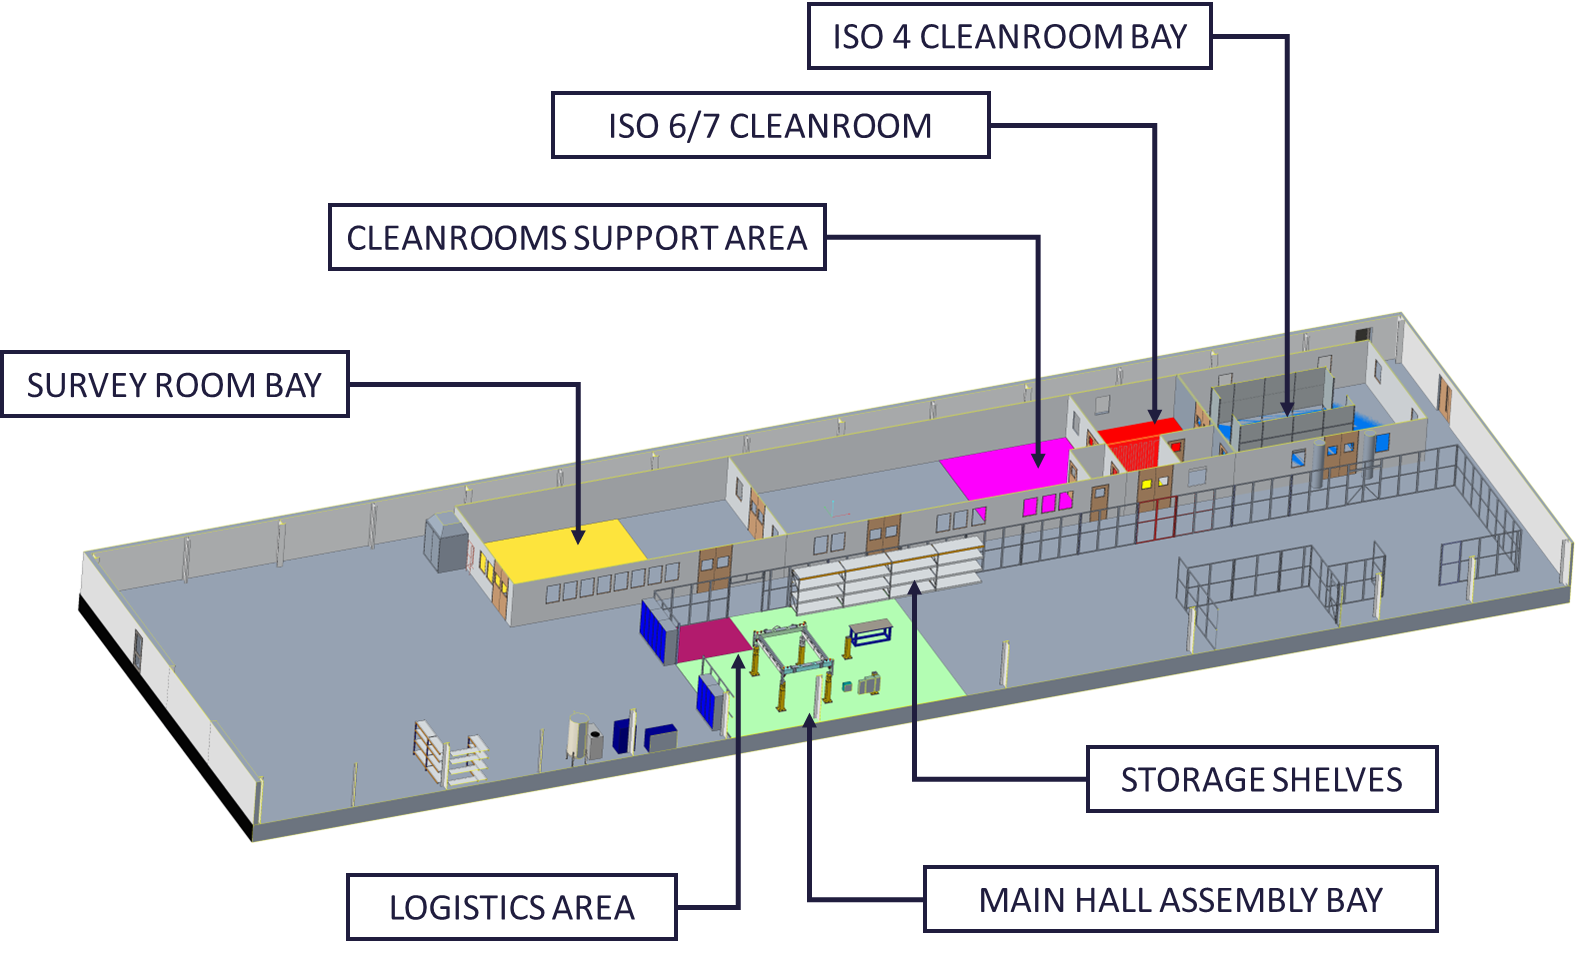 ISO 4 CLEANROOM BAY
ISO 6/7 CLEANROOM
CLEANROOMS SUPPORT AREA
SURVEY ROOM BAY
STORAGE SHELVES
LOGISTICS AREA
MAIN HALL ASSEMBLY BAY